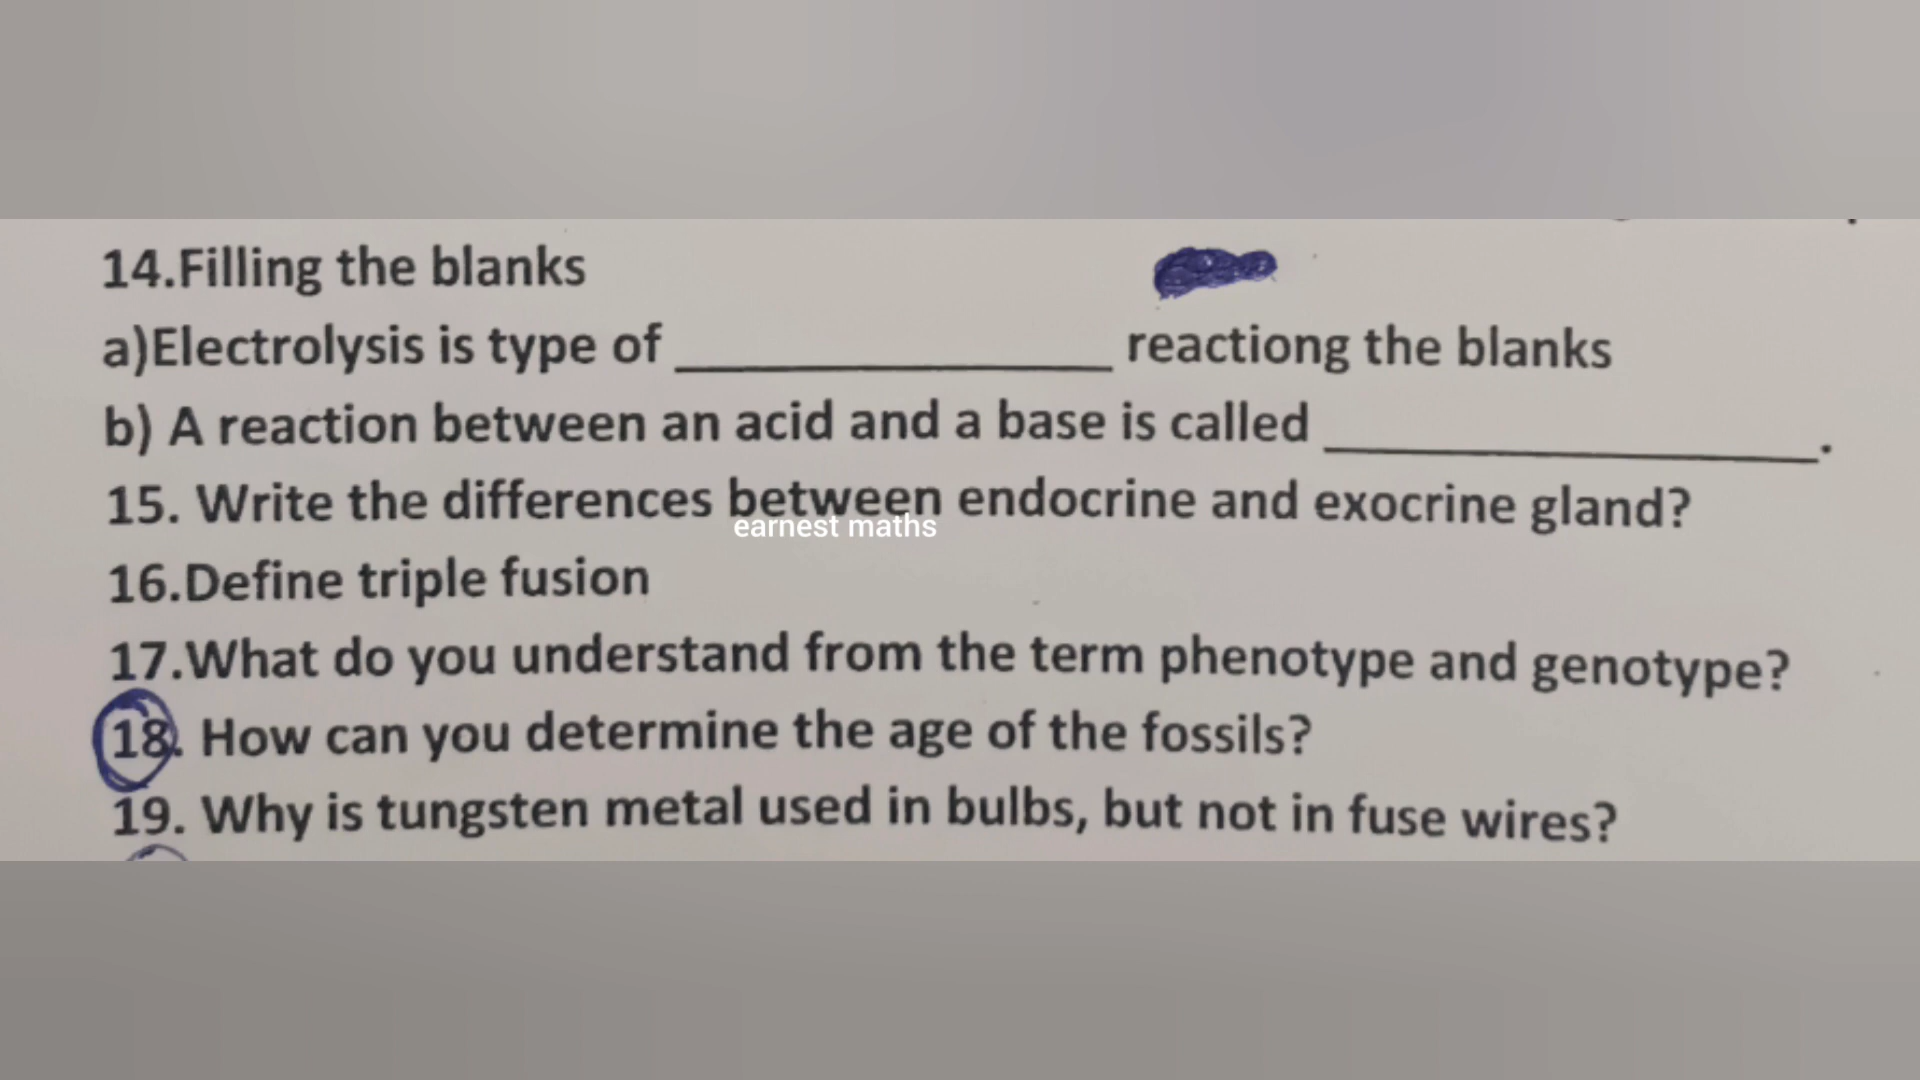 14.Filling the blanks
a)Electrolysis is type of ________________ reactiong the blanks
b) A reaction between an acid and a base is called __________________.
15. Write the differences between endocrine and exocrine gland?
earnest maths
16.Define triple fusion
17.What do you understand from the term phenotype and genotype?
18. How can you determine the age of the fossils?
19. Why is tungsten metal used in bulbs, but not in fuse wires?